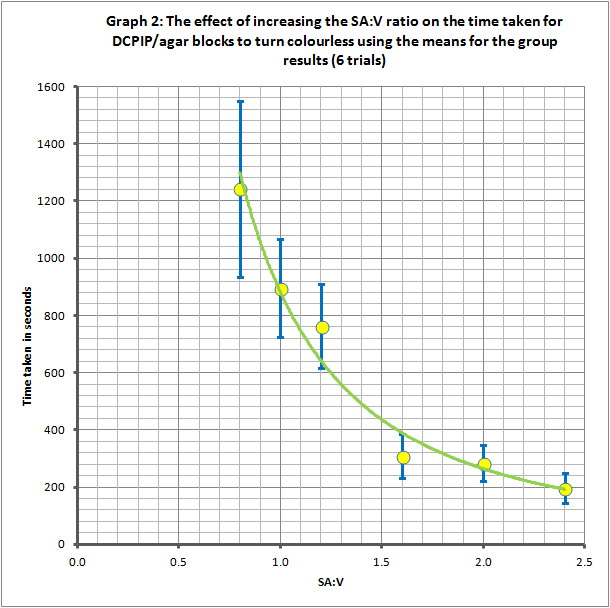 Graph 2: The effect of increasing the SA:V ratio on the time taken for
DCPIP/agar blocks to turn colourless using the means for the group
results (6 trials)
1600
1400
1200
1000
800
600
400
200
0
Time taken in seconds
0.0 0.5 1.0 1.5 2.0 2.5
SA:V